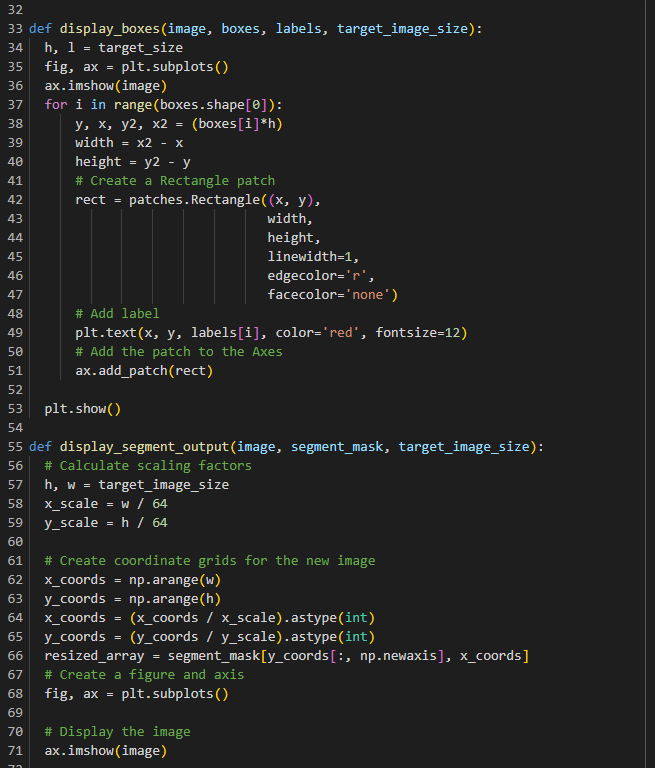 32
33 def display_boxes(image, boxes, labels, target_image_size):
34   h, l = target_size
35   fig, ax = plt.subplots()
36   ax.imshow(image)
37   for i in range(boxes.shape[0]):
38       y, x, y2, x2 = (boxes[i]*h)
39       width = x2 - x
40       height = y2 - y
41       # Create a Rectangle patch
42       rect = patches.Rectangle((x, y),
43                                width,
44                                height,
45                                linewidth=1,
46                                edgecolor='r',
47                                facecolor='none')
48       # Add label
49       plt.text(x, y, labels[i], color='red', fontsize=12)
50       # Add the patch to the Axes
51       ax.add_patch(rect)
52
53   plt.show()
54
55 def display_segment_output(image, segment_mask, target_image_size):
56   # Calculate scaling factors
57   h, w = target_image_size
58   x_scale = w / 64
59   y_scale = h / 64
60
61   # Create coordinate grids for the new image
62   x_coords = np.arange(w)
63   y_coords = np.arange(h)
64   x_coords = (x_coords / x_scale).astype(int)
65   y_coords = (y_coords / y_scale).astype(int)
66   resized_array = segment_mask[y_coords[:, np.newaxis], x_coords]
67   # Create a figure and axis
68   fig, ax = plt.subplots()
69
70   # Display the image
71   ax.imshow(image)